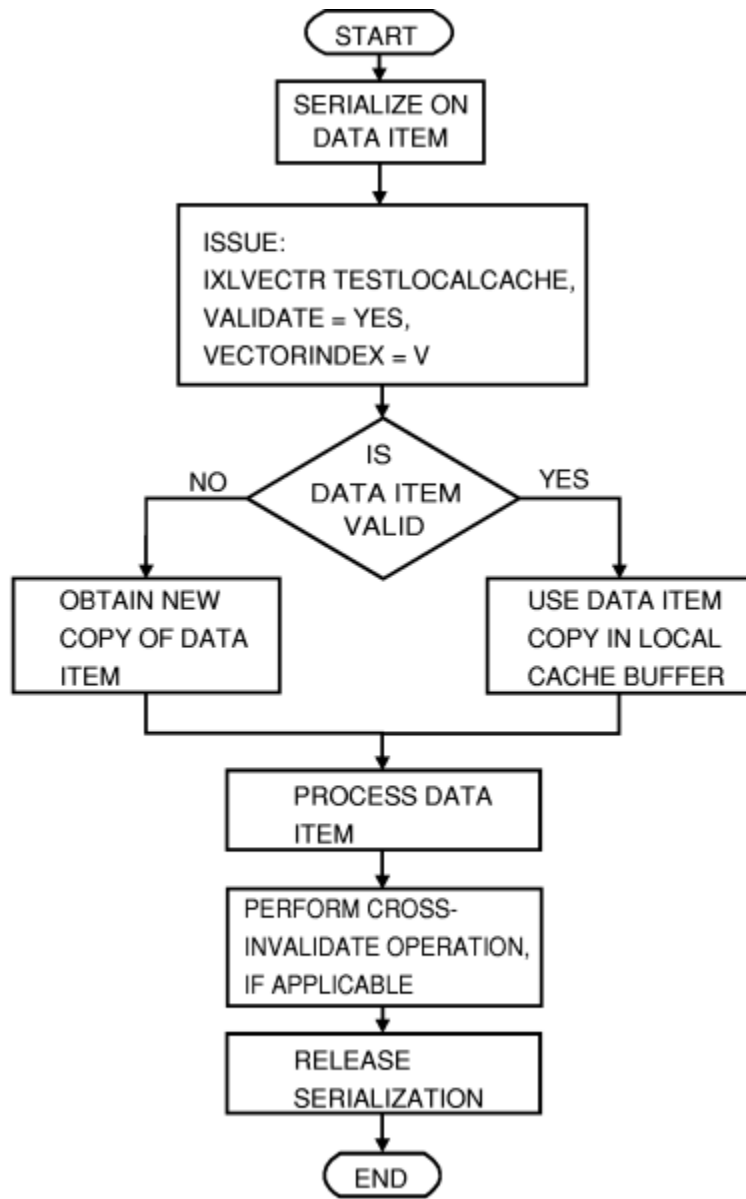 START
SERIALIZE ON
DATA ITEM
ISSUE:
IXLVECTR TESTLOCALCACHE,
VALIDATE = YES,
VECTORINDEX = V
IS
DATA ITEM
VALID
NO
YES
OBTAIN NEW
COPY OF DATA
ITEM
USE DATA ITEM
COPY IN LOCAL
CACHE BUFFER
PROCESS DATA
ITEM
PERFORM CROSS-
INVALIDATE OPERATION,
IF APPLICABLE
RELEASE
SERIALIZATION
END